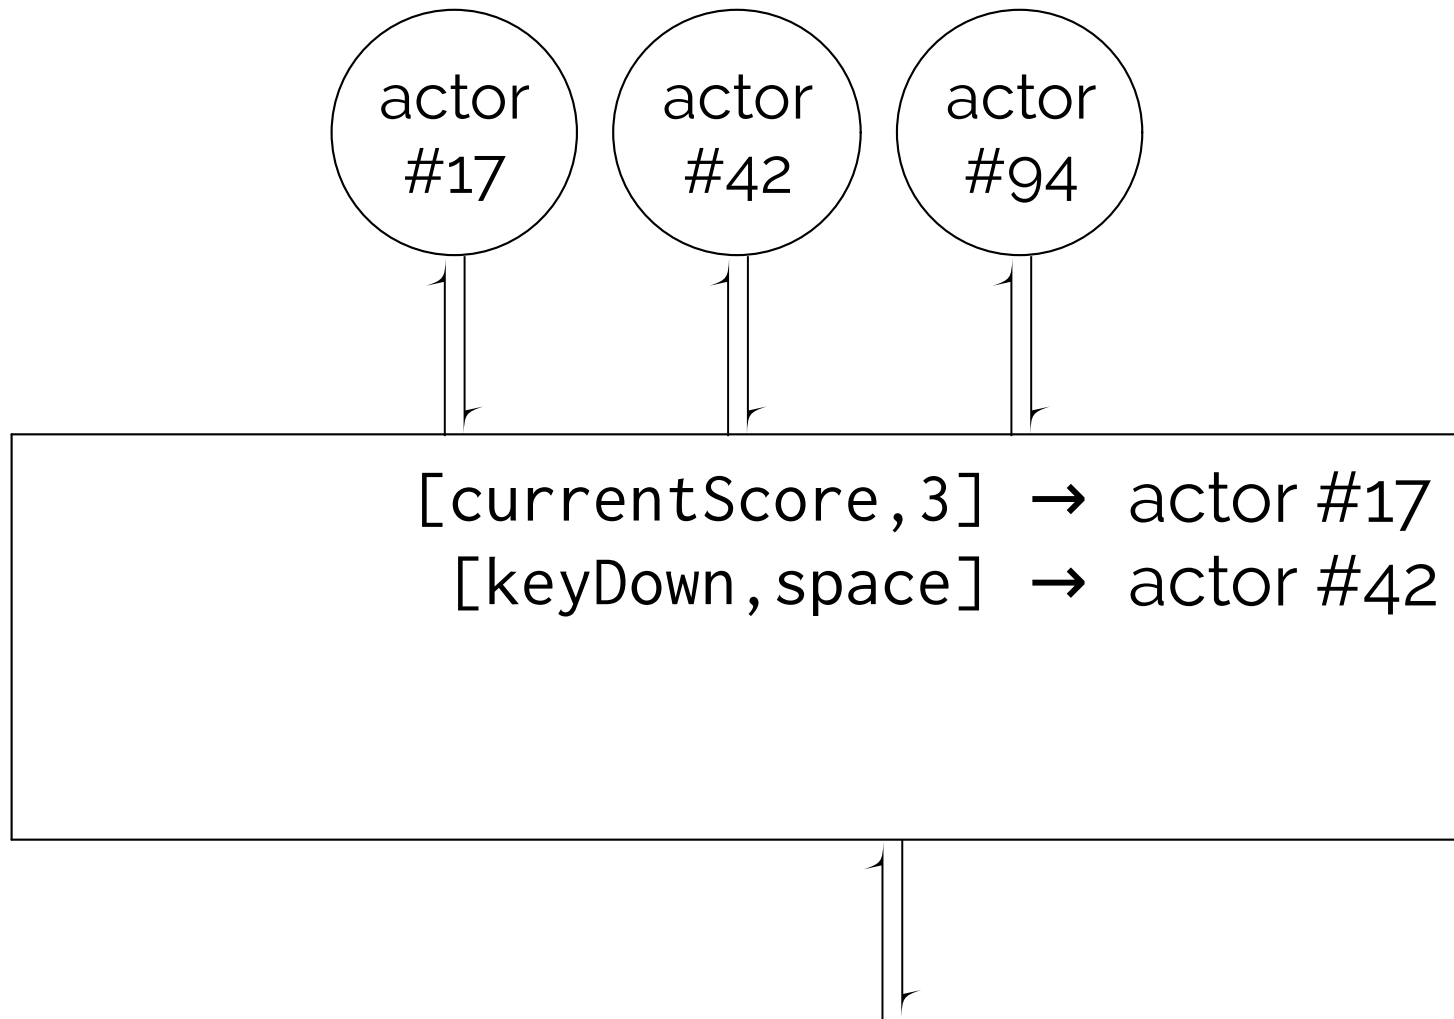 actor
#17
actor
#42
actor
#94
[currentScore,3] → actor #17
[keyDown,space] → actor #42